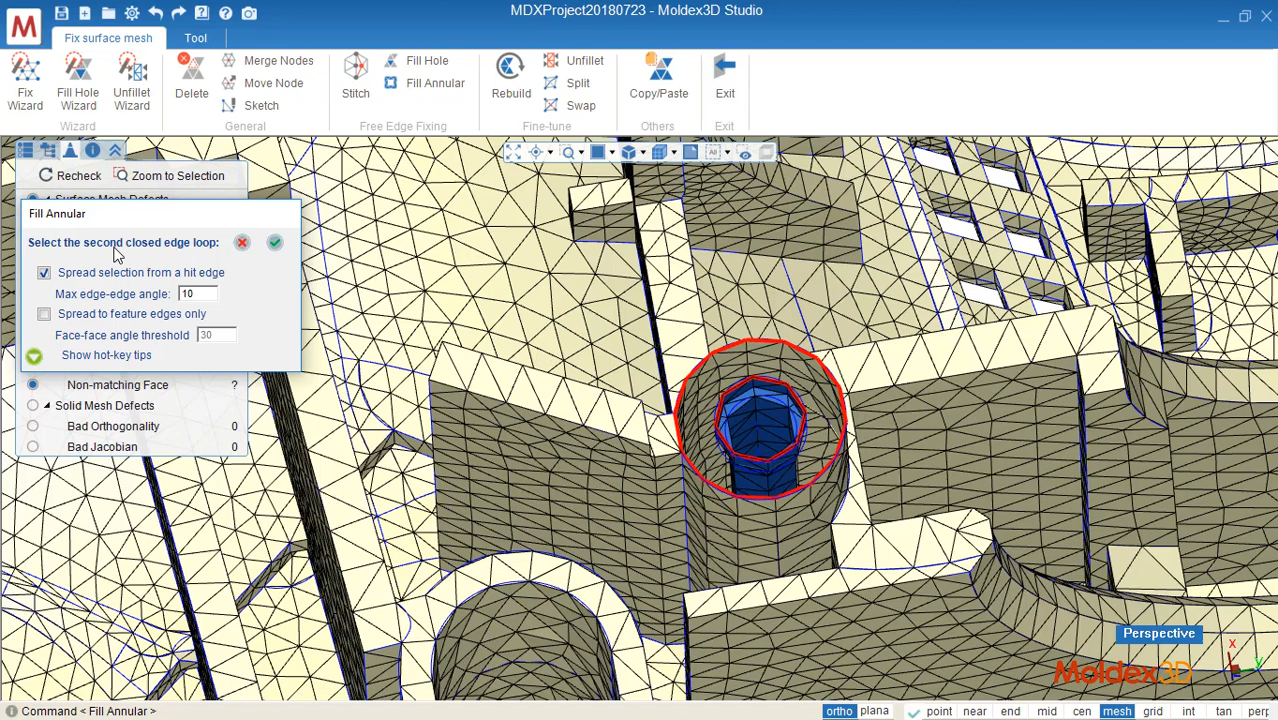 MDXProject20180723 - Moldex3D Studio
M
Fix surface mesh
Tool
Fix
Wizard
Fill Hole
Wizard
Unfillet
Wizard
Wizard
Delete
Merge Nodes
Move Node
Sketch
General
Stitch
Fill Hole
Fill Annular
Free Edge Fixing
Rebuild
Unfillet
Split
Swap
Fine-tune
Copy/Paste
Others
Exit
Exit
Recheck
Zoom to Selection
All
Fill Annular
Select the second closed edge loop:
Spread selection from a hit edge
Max edge-edge angle: 10
Spread to feature edges only
Face-face angle threshold 30
Show hot-key tips
Non-matching Face ?
Solid Mesh Defects
Bad Orthogonality 0
Bad Jacobian 0
Perspective
X
Y
Moldex3D
Command < Fill Annular >
ortho plana point near end mid cen mesh grid int tan perp